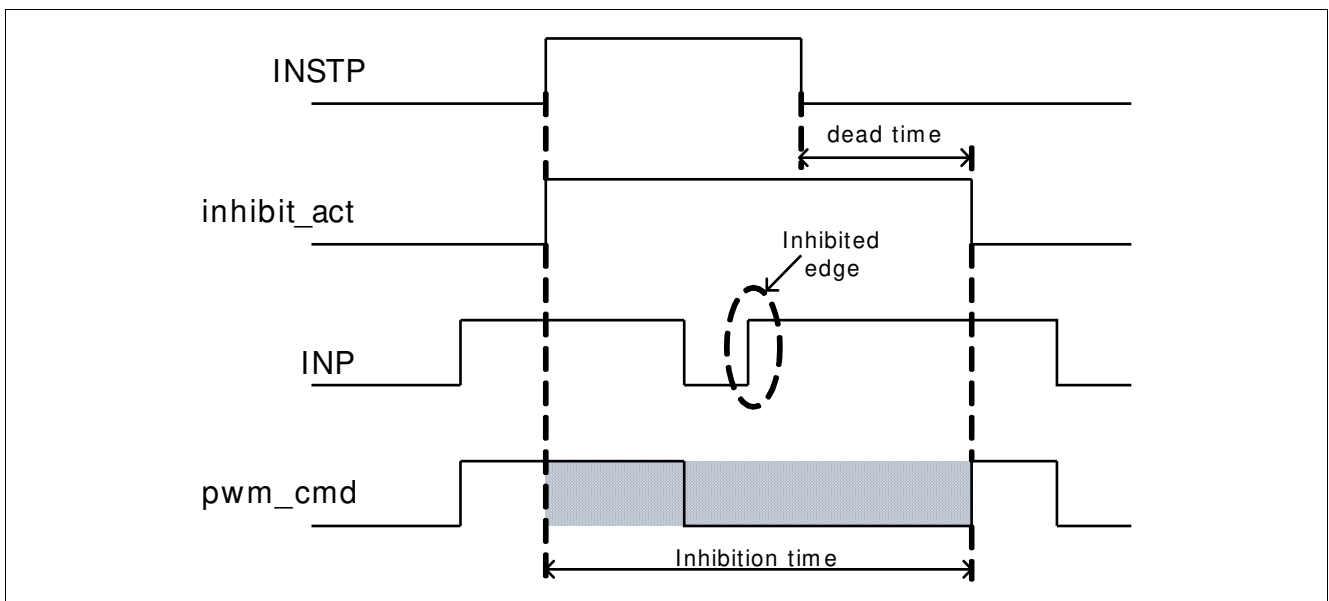 INSTP
dead time
inhibit_act
Inhibited
edge
INP
pwm_cmd
Inhibition time